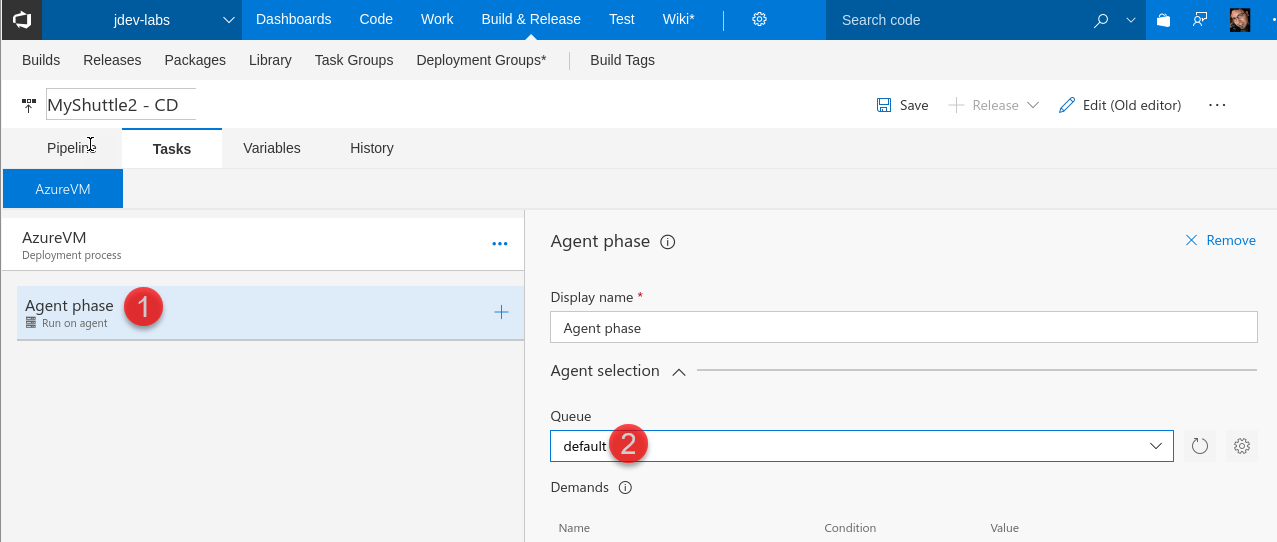 jdev-labs Dashboards Code Work Build & Release Test Wiki* Search code
Builds Releases Packages Library Task Groups Deployment Groups* Build Tags
MyShuttle2 - CD Save Release Edit (Old editor) ...
Pipeline Tasks Variables History
AzureVM
AzureVM
Deployment process
Agent phase 1
Run on agent
Agent phase Remove
Display name *
Agent phase
Agent selection
Queue
default 2
Demands
Name Condition Value